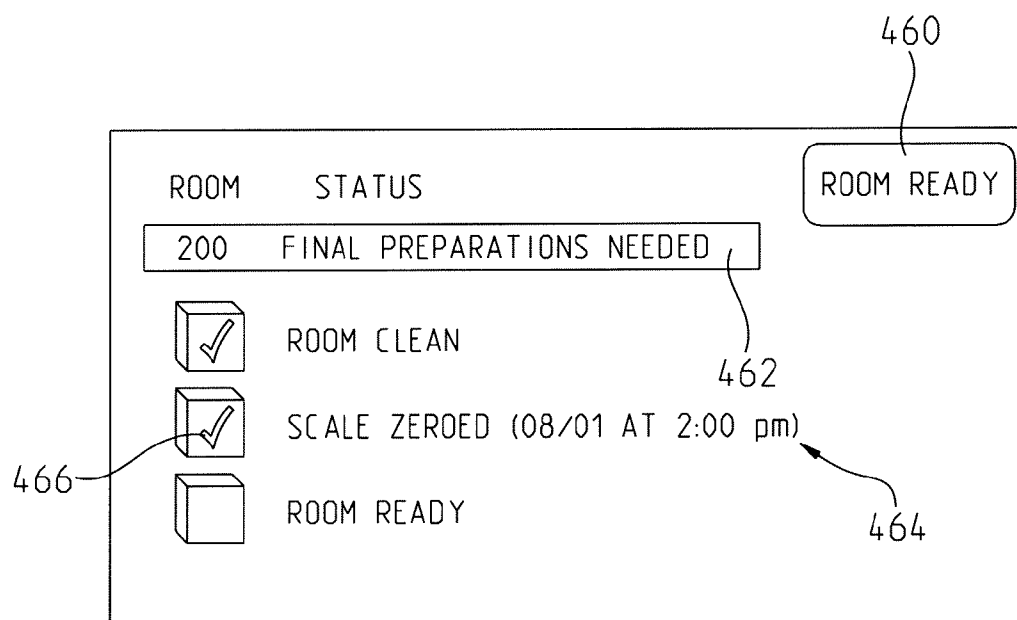 460
ROOM STATUS
ROOM READY
200 FINAL PREPARATIONS NEEDED
462
ROOM CLEAN
SCALE ZEROED (08/01 AT 2:00 pm)
466
464
ROOM READY